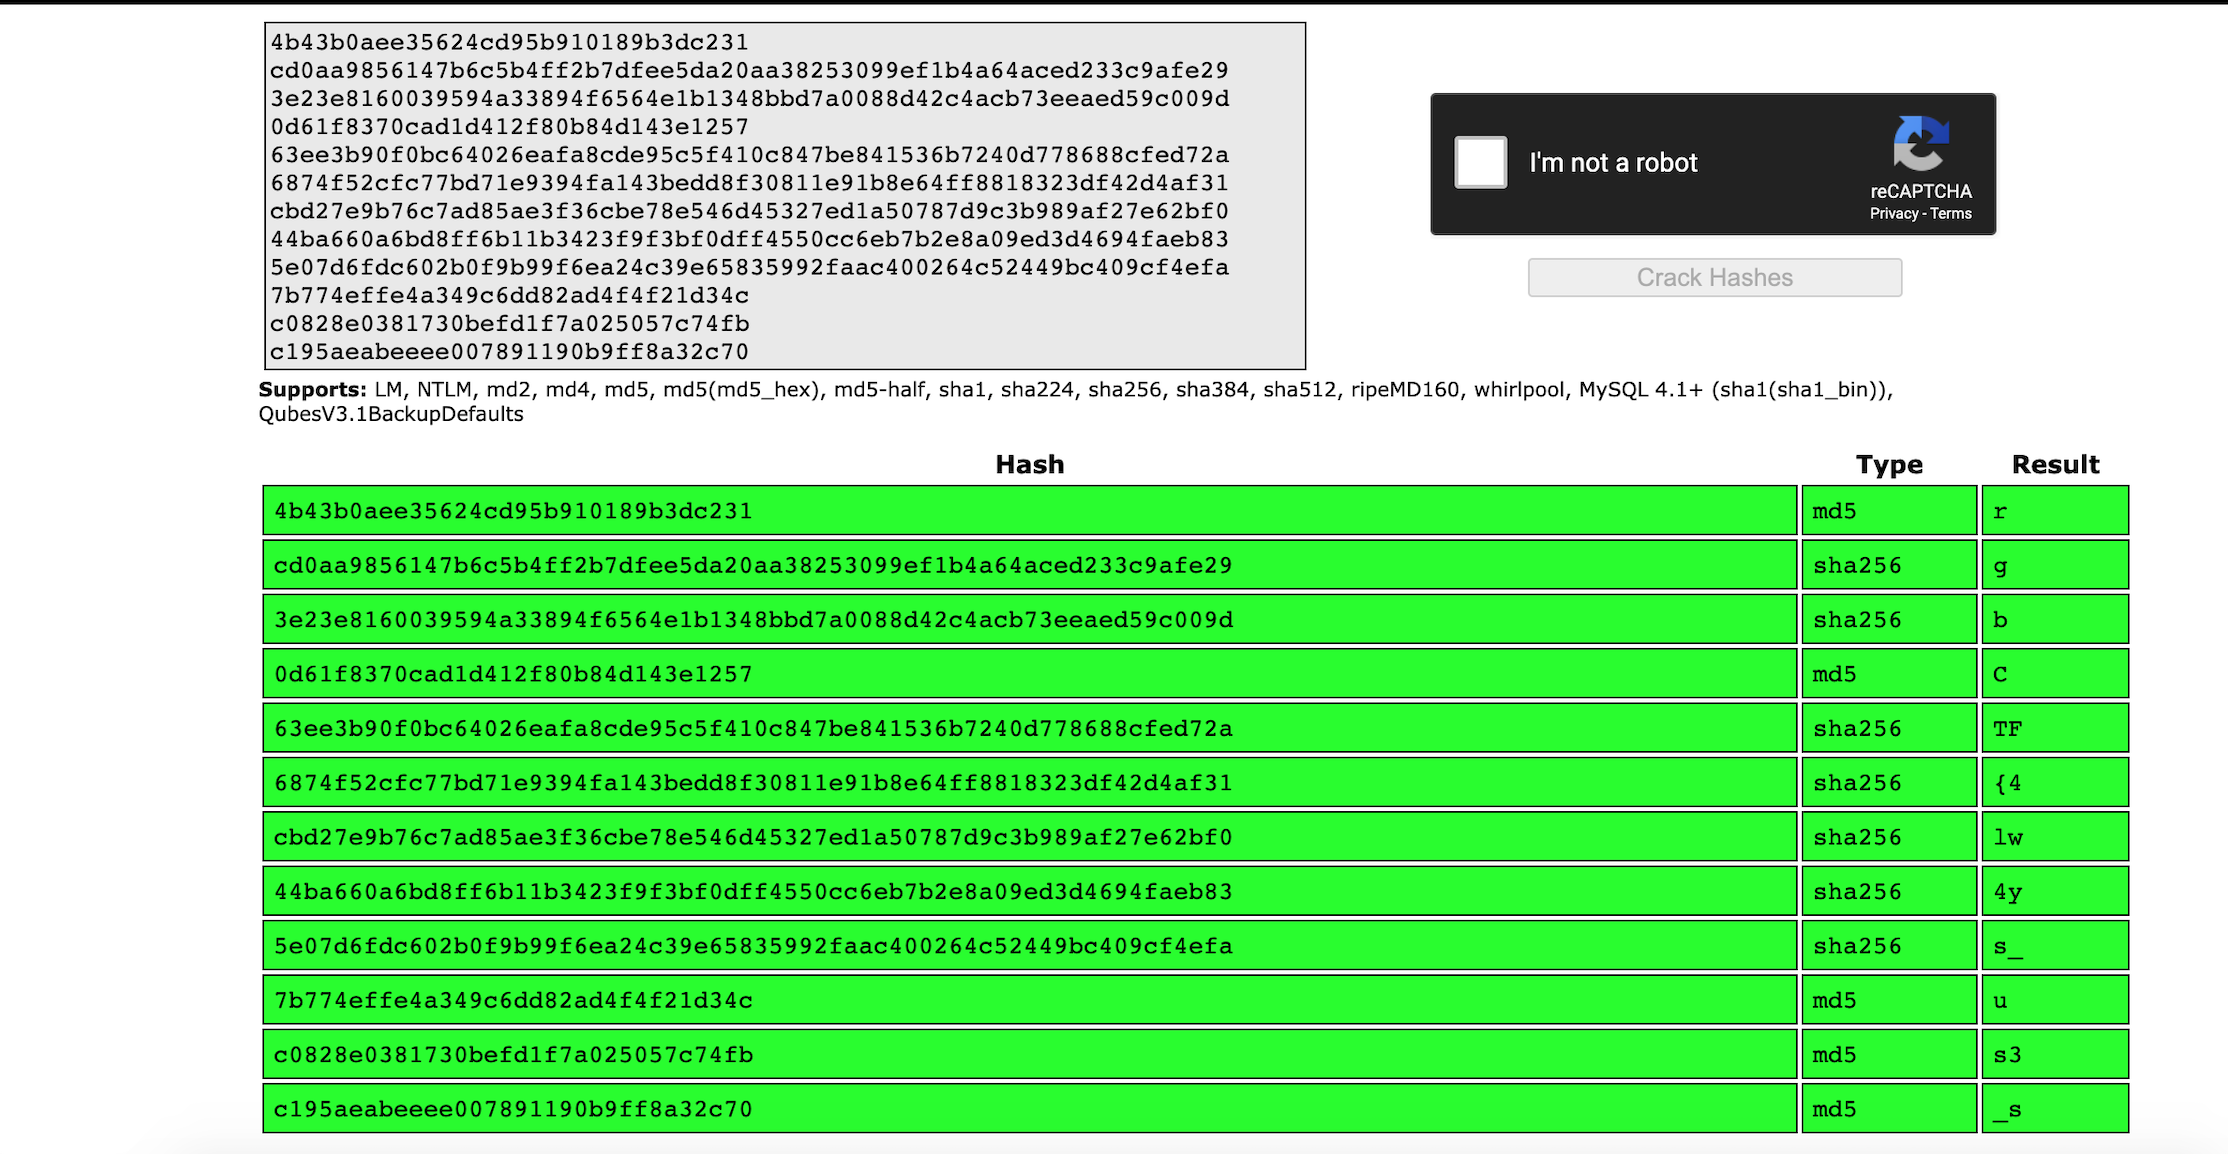 4b43b0aee35624cd95b910189b3dc231
cd0aa9856147b6c5b4ff2b7dfee5da20aa38253099ef1b4a64aced233c9afe29
3e23e8160039594a33894f6564e1b1348bbd7a0088d42c4acb73eeaed59c009d
0d61f8370cad1d412f80b84d143e1257
63ee3b90f0bc64026eafa8cde95c5f410c847be841536b7240d778688cfed72a
6874f52cfc77bd71e9394fa143bedd8f30811e91b8e64ff8818323df42d4af31
cbd27e9b76c7ad85ae3f36cbe78e546d45327ed1a50787d9c3b989af27e62bf0
44ba660a6bd8ff6b11b3423f9f3bf0dff4550cc6eb7b2e8a09ed3d4694faeb83
5e07d6fdc602b0f9b99f6ea24c39e65835992faac400264c52449bc409cf4efa
7b774effe4a349c6dd82ad4f4f21d34c
c0828e0381730befd1f7a025057c74fb
c195aeabeeee007891190b9ff8a32c70
I'm not a robot
reCAPTCHA
Privacy - Terms
Crack Hashes
Supports: LM, NTLM, md2, md4, md5, md5(md5_hex), md5-half, sha1, sha224, sha256, sha384, sha512, ripeMD160, whirlpool, MySQL 4.1+ (sha1(sha1_bin)),
QubesV3.1BackupDefaults
Hash Type Result
4b43b0aee35624cd95b910189b3dc231 md5 r
cd0aa9856147b6c5b4ff2b7dfee5da20aa38253099ef1b4a64aced233c9afe29 sha256 g
3e23e8160039594a33894f6564e1b1348bbd7a0088d42c4acb73eeaed59c009d sha256 b
0d61f8370cad1d412f80b84d143e1257 md5 C
63ee3b90f0bc64026eafa8cde95c5f410c847be841536b7240d778688cfed72a sha256 TF
6874f52cfc77bd71e9394fa143bedd8f30811e91b8e64ff8818323df42d4af31 sha256 {4
cbd27e9b76c7ad85ae3f36cbe78e546d45327ed1a50787d9c3b989af27e62bf0 sha256 lw
44ba660a6bd8ff6b11b3423f9f3bf0dff4550cc6eb7b2e8a09ed3d4694faeb83 sha256 4y
5e07d6fdc602b0f9b99f6ea24c39e65835992faac400264c52449bc409cf4efa sha256 s_
7b774effe4a349c6dd82ad4f4f21d34c md5 u
c0828e0381730befd1f7a025057c74fb md5 s3
c195aeabeeee007891190b9ff8a32c70 md5 _s